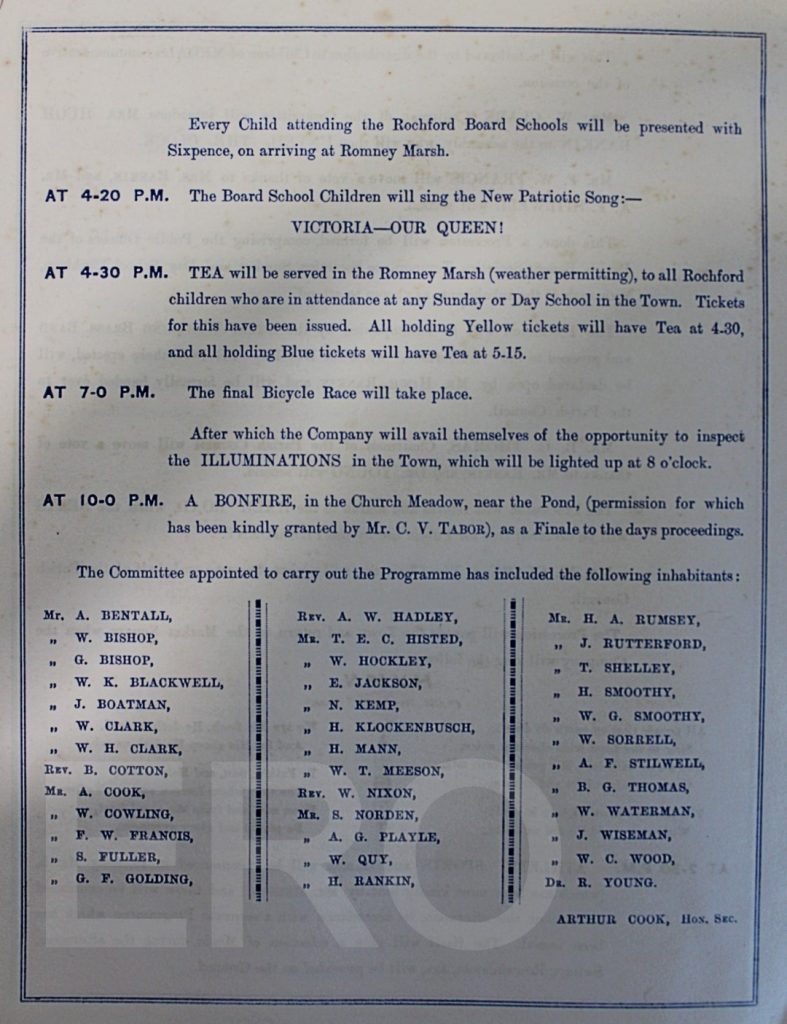 Every Child attending the Rochford Board Schools will be presented with
Sixpence, on arriving at Romney Marsh.
AT 4-20 P.M. The Board School Children will sing the New Patriotic Song:—
VICTORIA—OUR QUEEN!
AT 4-30 P.M. TEA will be served in the Romney Marsh (weather permitting), to all Rochford
children who are in attendance at any Sunday or Day School in the Town. Tickets
for this have been issued. All holding Yellow tickets will have Tea at 4-30,
and all holding Blue tickets will have Tea at 5-15.
AT 7-0 P.M. The final Bicycle Race will take place.
After which the Company will avail themselves of the opportunity to inspect
the ILLUMINATIONS in the Town, which will be lighted up at 8 o'clock.
AT 10-0 P.M. A BONFIRE, in the Church Meadow, near the Pond, (permission for which
has been kindly granted by Mr. C. V. TABOR), as a Finale to the days proceedings.
The Committee appointed to carry out the Programme has included the following inhabitants:
MR. A. BENTALL,
„ W. BISHOP,
„ G. BISHOP,
„ W. K. BLACKWELL,
„ J. BOATMAN,
„ W. CLARK,
„ W. H. CLARK,
REV. B. COTTON,
MR. A. COOK,
„ W. COWLING,
„ F. W. FRANCIS,
„ S. FULLER,
„ G. F. GOLDING,
REV. A. W. HADLEY,
MR. T. E. C. HISTED,
„ W. HOCKLEY,
„ E. JACKSON,
„ N. KEMP,
„ H. KLOCKENBUSCH,
„ H. MANN,
„ W. T. MEESON,
REV. W. NIXON,
MR. S. NORDEN,
„ A. G. PLAYLE,
„ W. QUY,
„ H. RANKIN,
MR. H. A. RUMSEY,
„ J. RUTTERFORD,
„ T. SHELLEY,
„ H. SMOOTHY,
„ W. G. SMOOTHY,
„ W. SORRELL,
„ A. F. STILWELL,
„ B. G. THOMAS,
„ W. WATERMAN,
„ J. WISEMAN,
„ W. C. WOOD,
DR. R. YOUNG.
ARTHUR COOK, HON. SEC.
ERO